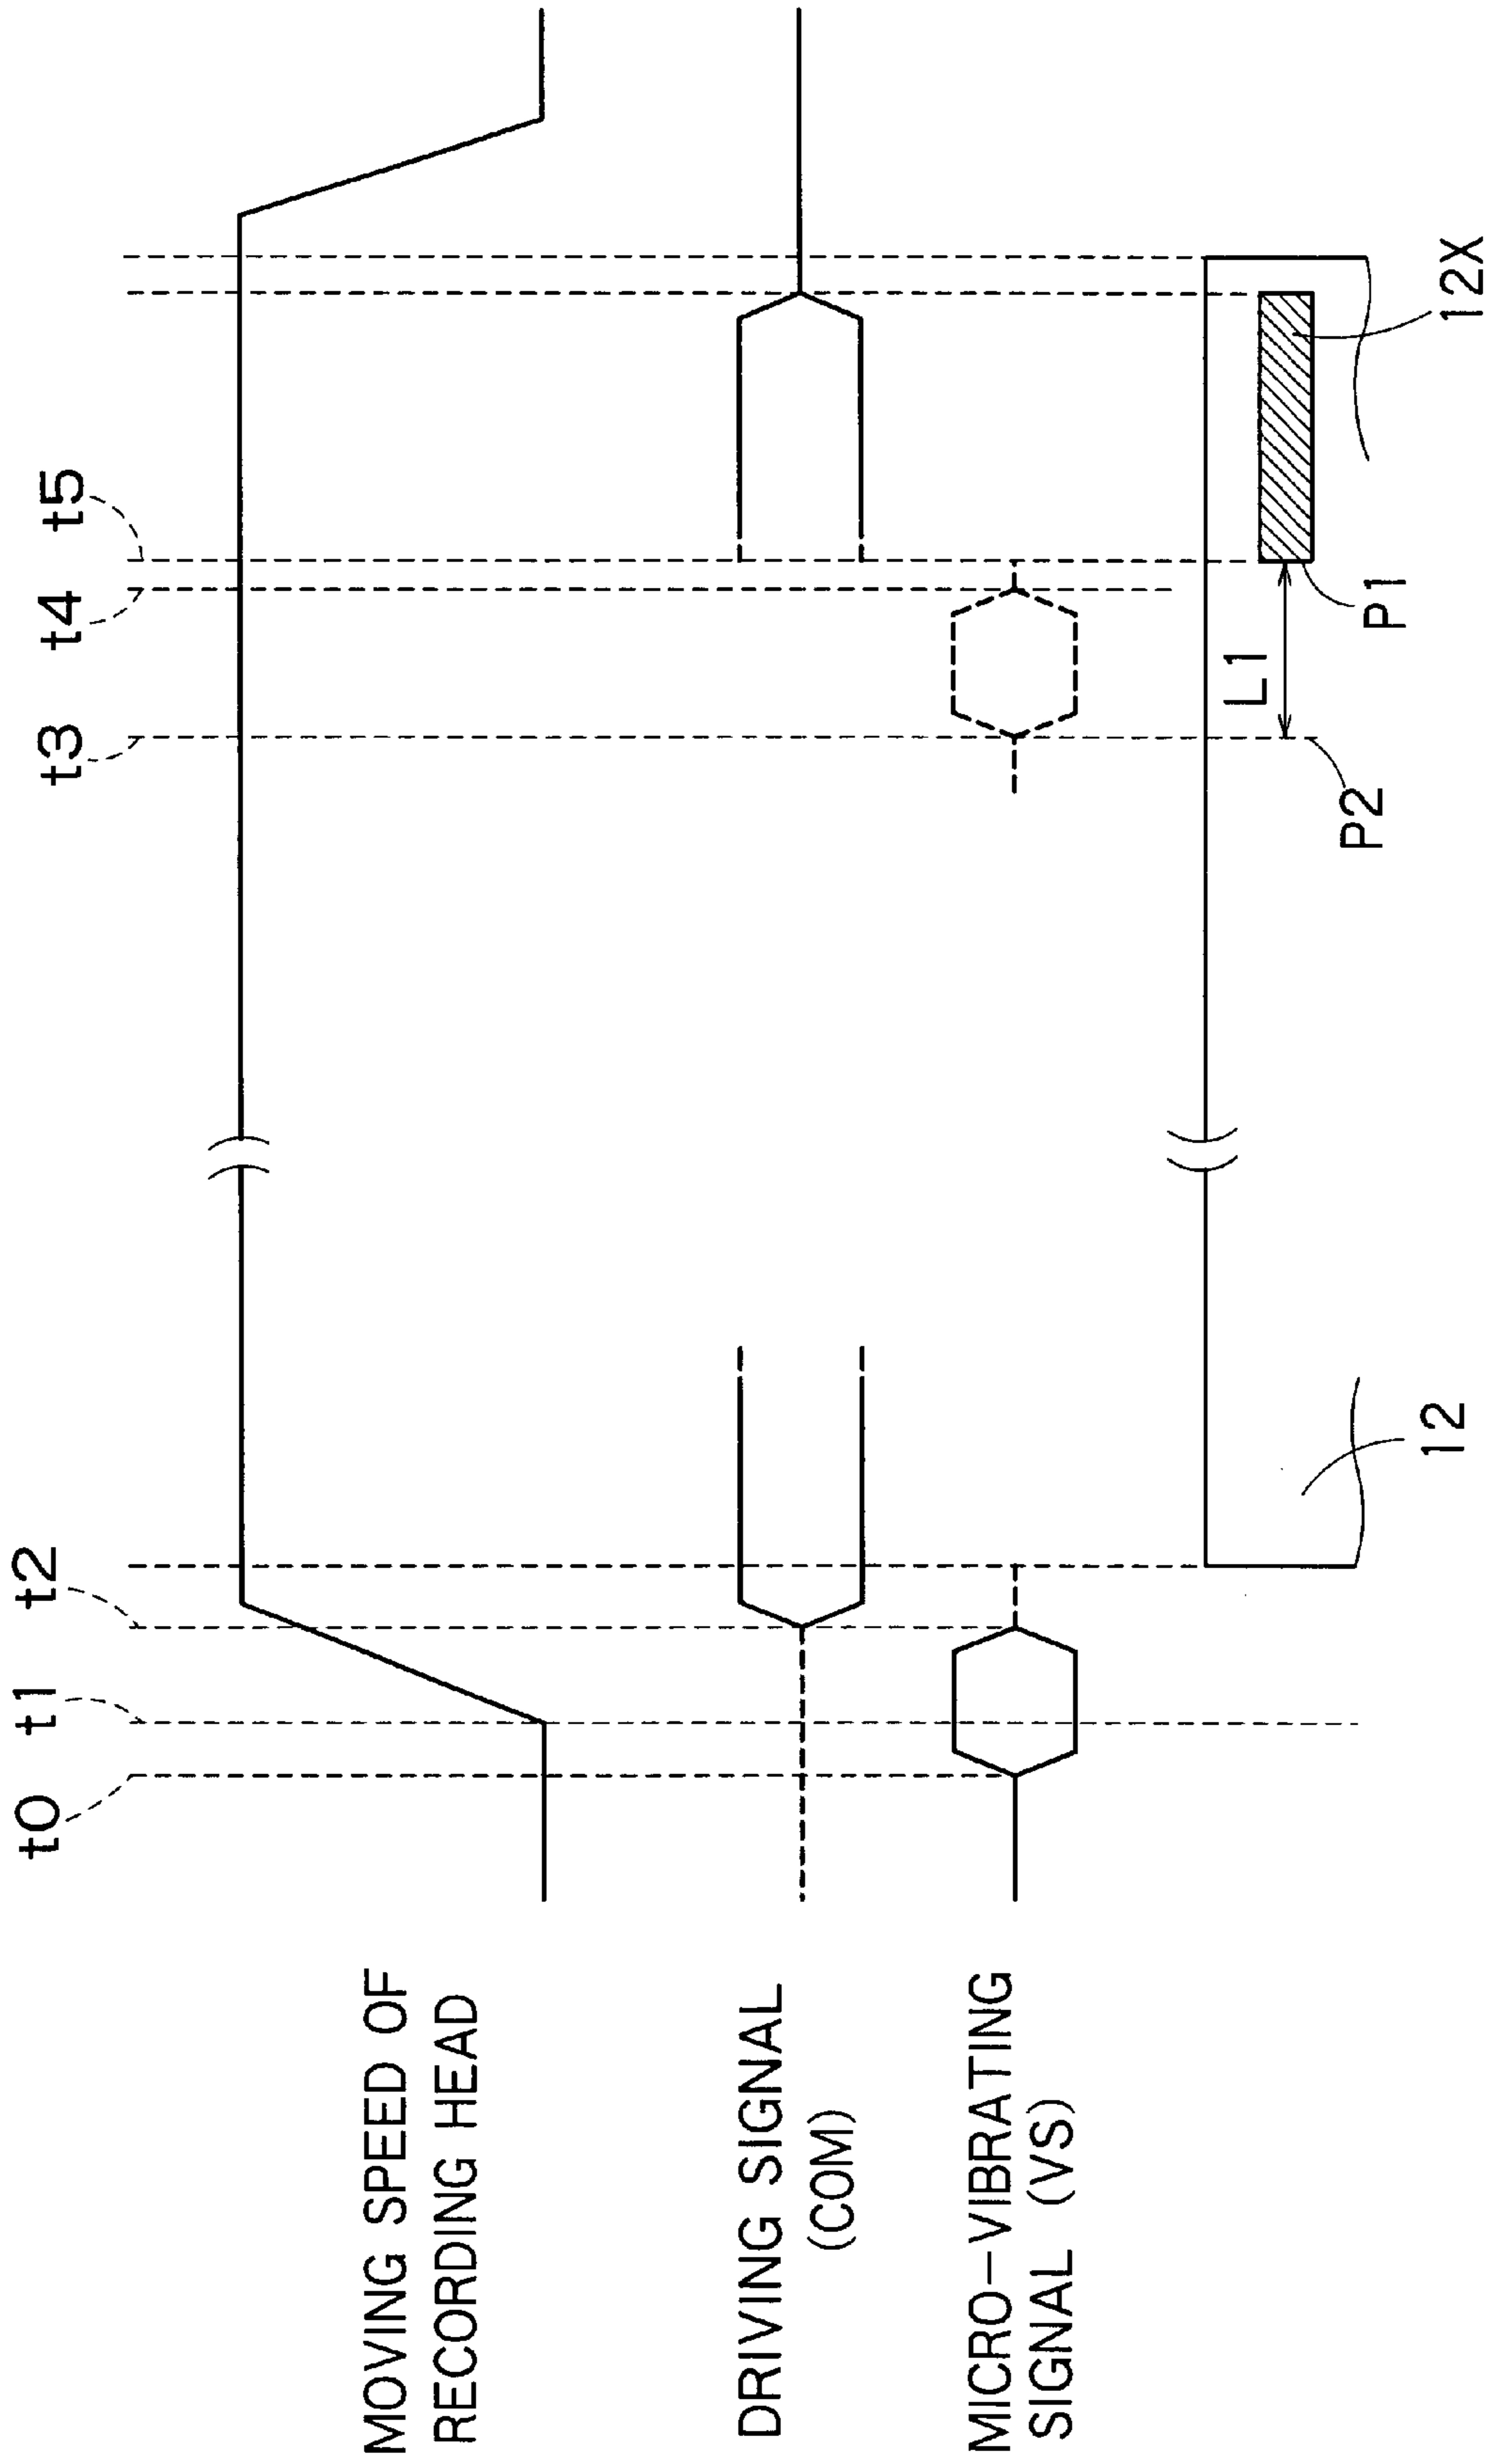 t0
t1
t2
t3
t4
t5
MOVING SPEED OF
RECORDING HEAD
DRIVING SIGNAL
(COM)
MICRO-VIBRATING
SIGNAL (VS)
L1
12
P2
P1
12X